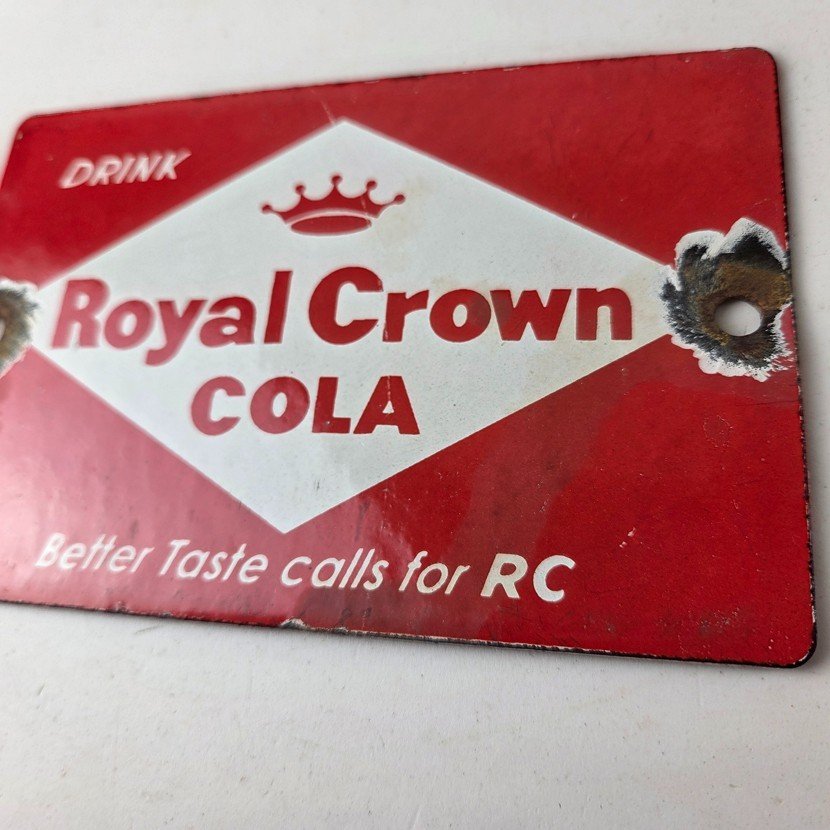 DRINK
Royal Crown
COLA
Better Taste calls for RC